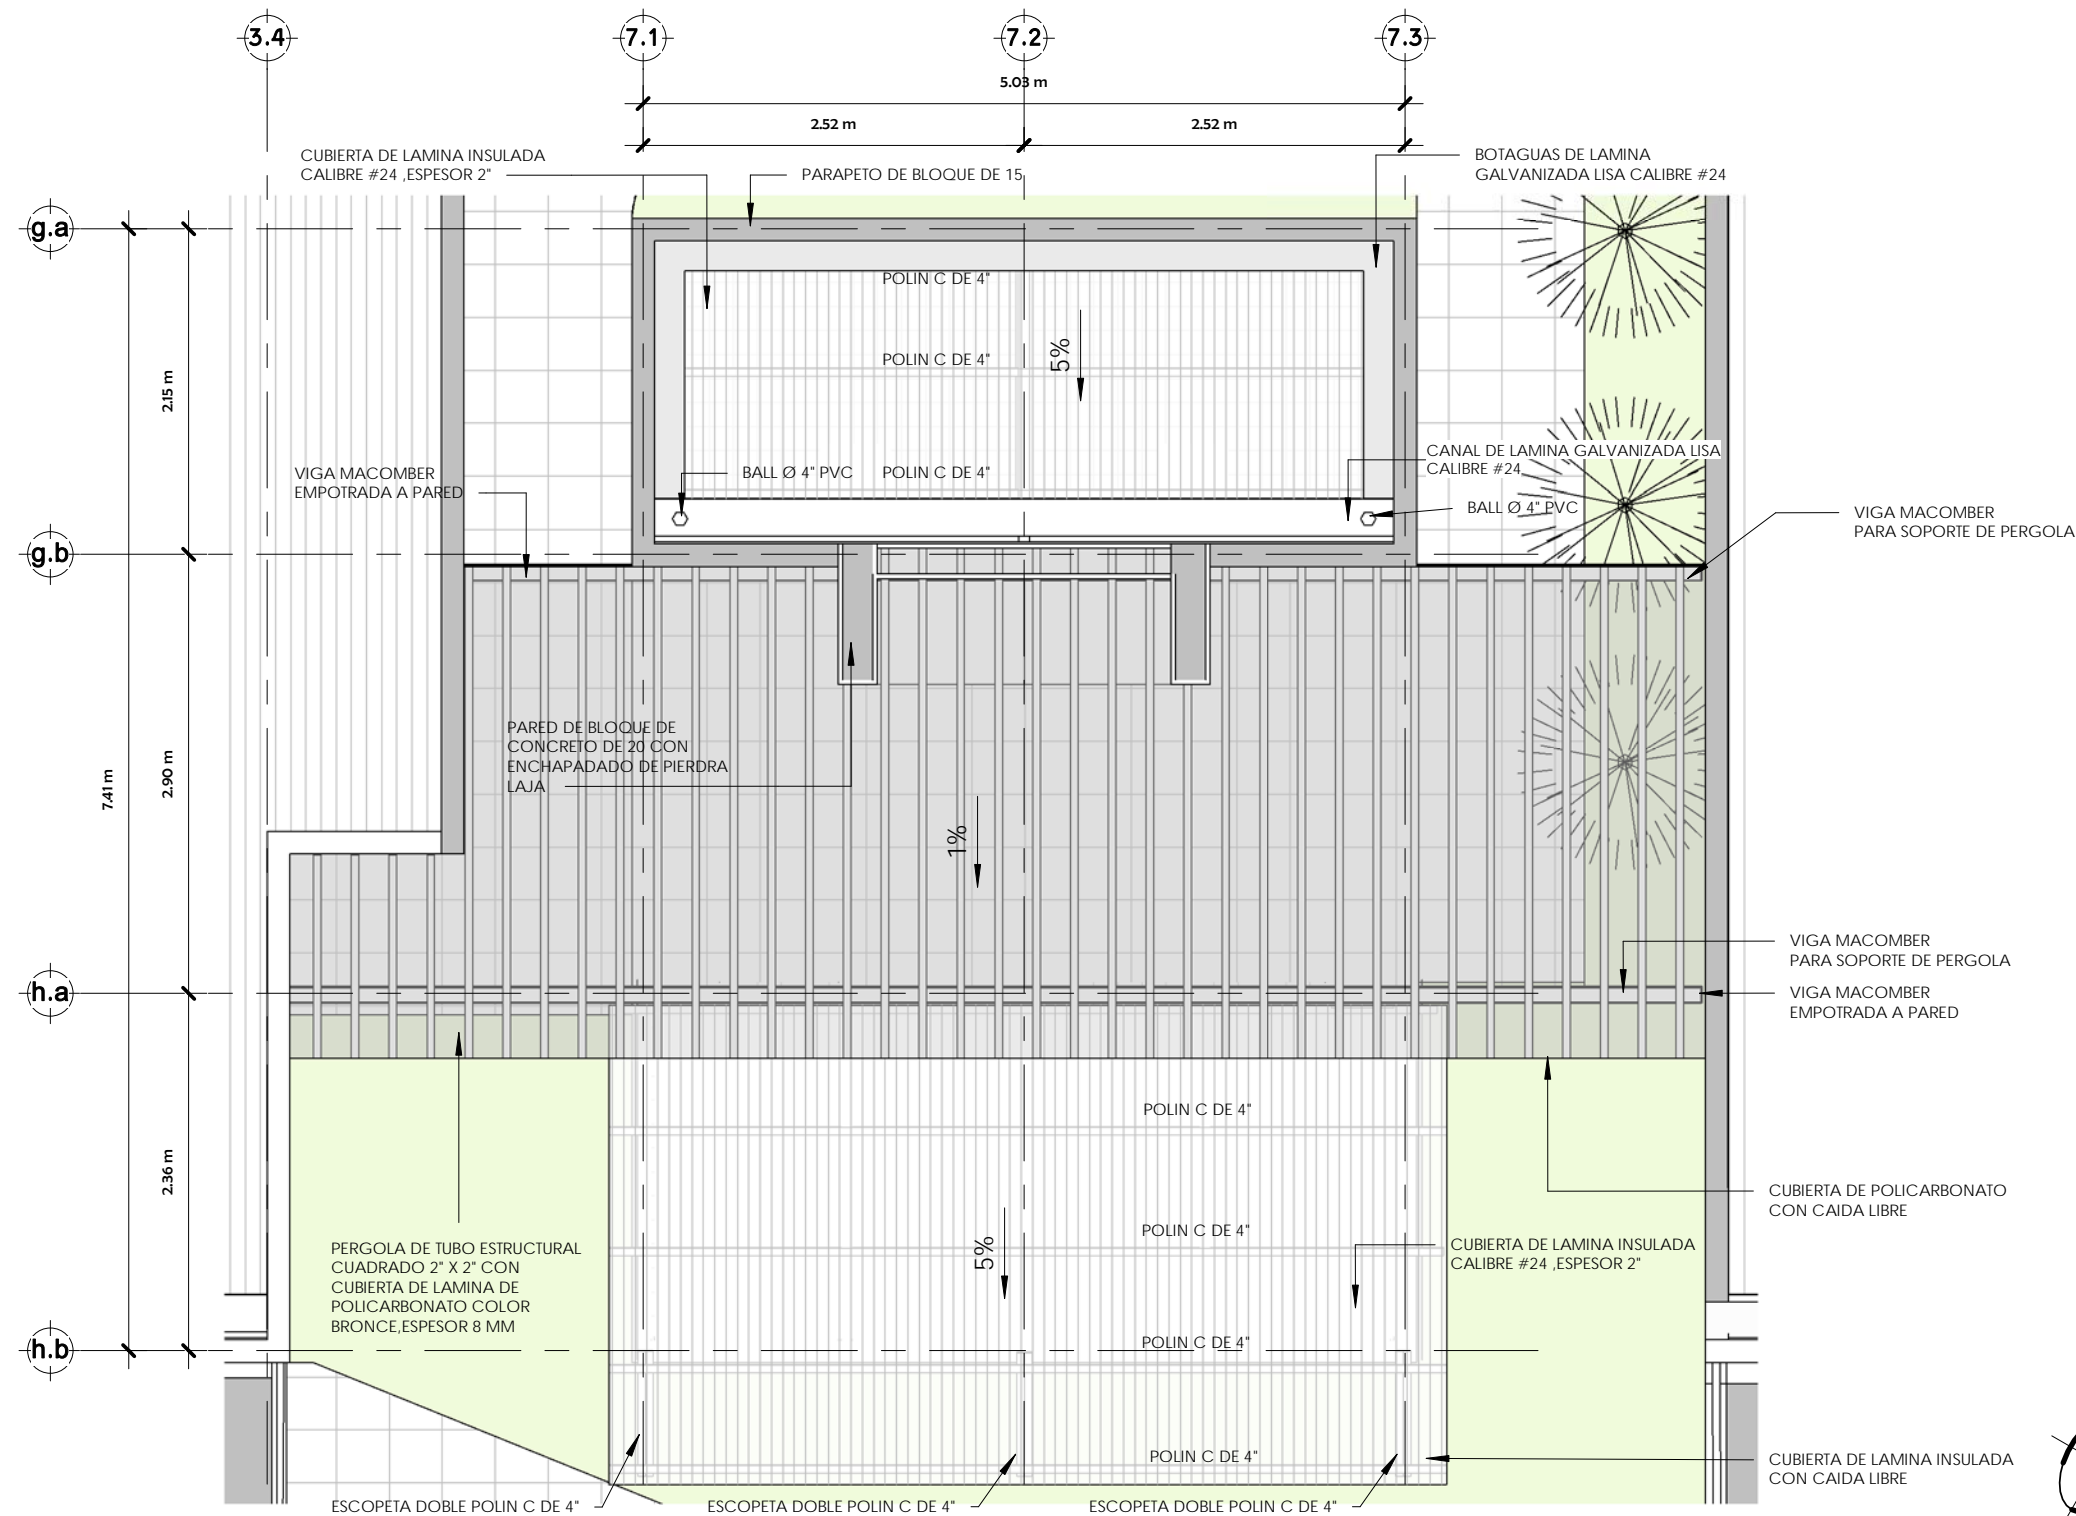 3.4
7.1
7.2
7.3
5.03 m
2.52 m
2.52 m
CUBIERTA DE LAMINA INSULADA
CALIBRE #24 ,ESPESOR 2"
PARAPETO DE BLOQUE DE 15
BOTAGUAS DE LAMINA
GALVANIZADA LISA CALIBRE #24
g.a
POLIN C DE 4"
5%
POLIN C DE 4"
2.15 m
CANAL DE LAMINA GALVANIZADA LISA
CALIBRE #24
VIGA MACOMBER
EMPOTRADA A PARED
BALL Ø 4" PVC
POLIN C DE 4"
BALL Ø 4" PVC
VIGA MACOMBER
PARA SOPORTE DE PERGOLA
g.b
PARED DE BLOQUE DE
CONCRETO DE 20 CON
ENCHAPADADO DE PIERDRA
LAJA
7.41 m
2.90 m
1%
VIGA MACOMBER
PARA SOPORTE DE PERGOLA
h.a
VIGA MACOMBER
EMPOTRADA A PARED
POLIN C DE 4"
2.36 m
CUBIERTA DE POLICARBONATO
CON CAIDA LIBRE
POLIN C DE 4"
5%
CUBIERTA DE LAMINA INSULADA
CALIBRE #24 ,ESPESOR 2"
PERGOLA DE TUBO ESTRUCTURAL
CUADRADO 2" X 2" CON
CUBIERTA DE LAMINA DE
POLICARBONATO COLOR
BRONCE,ESPESOR 8 MM
POLIN C DE 4"
h.b
POLIN C DE 4"
CUBIERTA DE LAMINA INSULADA
CON CAIDA LIBRE
ESCOPETA DOBLE POLIN C DE 4"
ESCOPETA DOBLE POLIN C DE 4"
ESCOPETA DOBLE POLIN C DE 4"